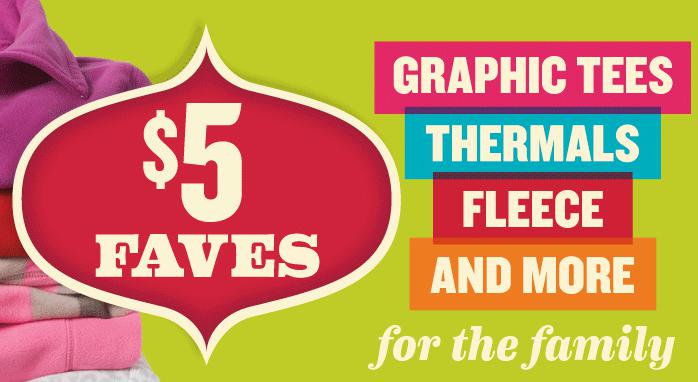 $5
FAVES
GRAPHIC TEES
THERMALS
FLEECE
AND MORE
for the family